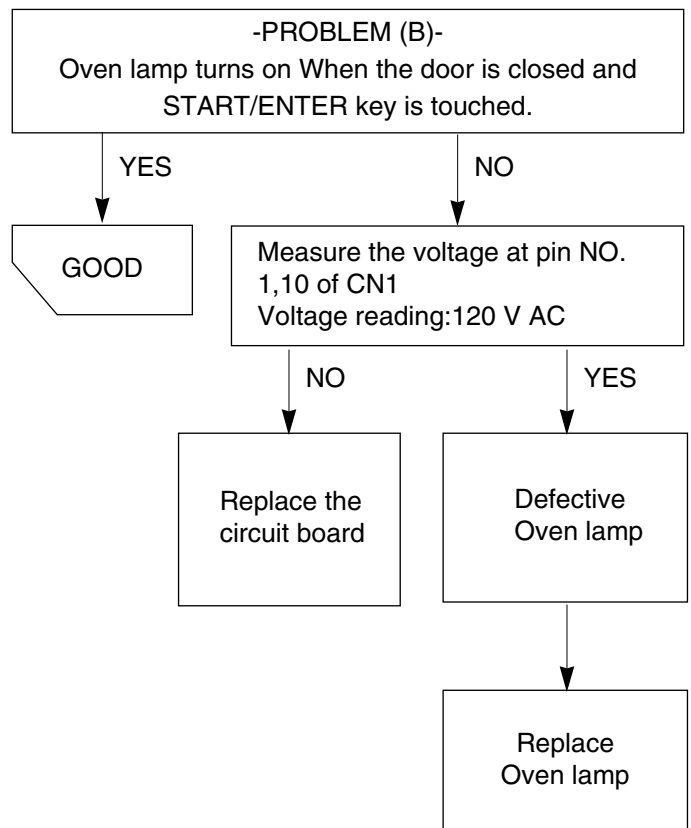 -PROBLEM (B)-
Oven lamp turns on When the door is closed and
START/ENTER key is touched.
YES
NO
GOOD
Measure the voltage at pin NO.
1,10 of CN1
Voltage reading:120 V AC
NO
YES
Replace the
circuit board
Defective
Oven lamp
Replace
Oven lamp